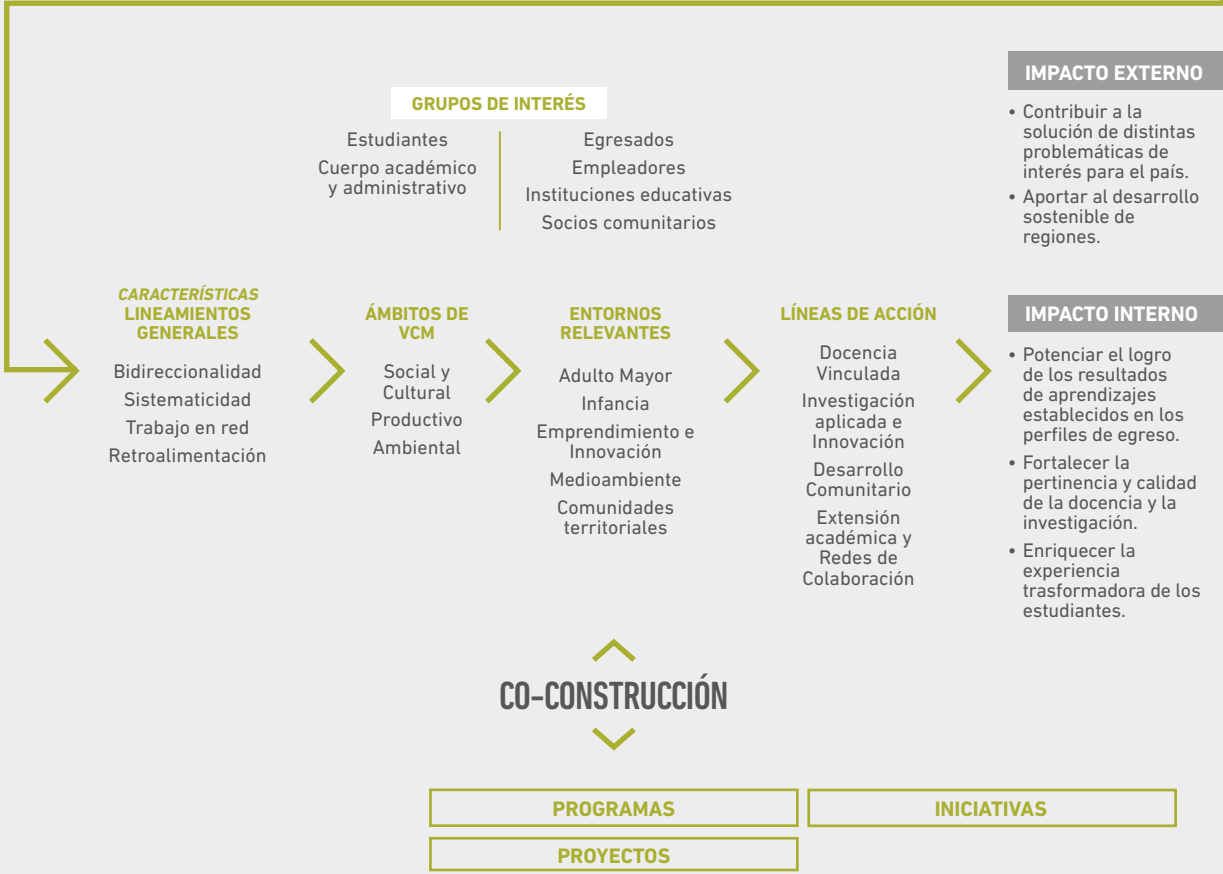 GRUPOS DE INTERÉS
Estudiantes
Cuerpo académico
y administrativo
Egresados
Empleadores
Instituciones educativas
Socios comunitarios
IMPACTO EXTERNO
• Contribuir a la
solución de distintas
problemáticas de
interés para el país.
• Aportar al desarrollo
sostenible de
regiones.
CARACTERÍSTICAS
LINEAMIENTOS
GENERALES
Bidireccionalidad
Sistematicidad
Trabajo en red
Retroalimentación
ÁMBITOS DE
VCM
Social y
Cultural
Productivo
Ambiental
ENTORNOS
RELEVANTES
Adulto Mayor
Infancia
Emprendimiento e
Innovación
Medioambiente
Comunidades
territoriales
LÍNEAS DE ACCIÓN
Docencia
Vinculada
Investigación
aplicada e
Innovación
Desarrollo
Comunitario
Extensión
académica y
Redes de
Colaboración
IMPACTO INTERNO
• Potenciar el logro
de los resultados
de aprendizajes
establecidos en los
perfiles de egreso.
• Fortalecer la
pertinencia y calidad
de la docencia y la
investigación.
• Enriquecer la
experiencia
trasformadora de los
estudiantes.
CO-CONSTRUCCIÓN
PROGRAMAS
INICIATIVAS
PROYECTOS